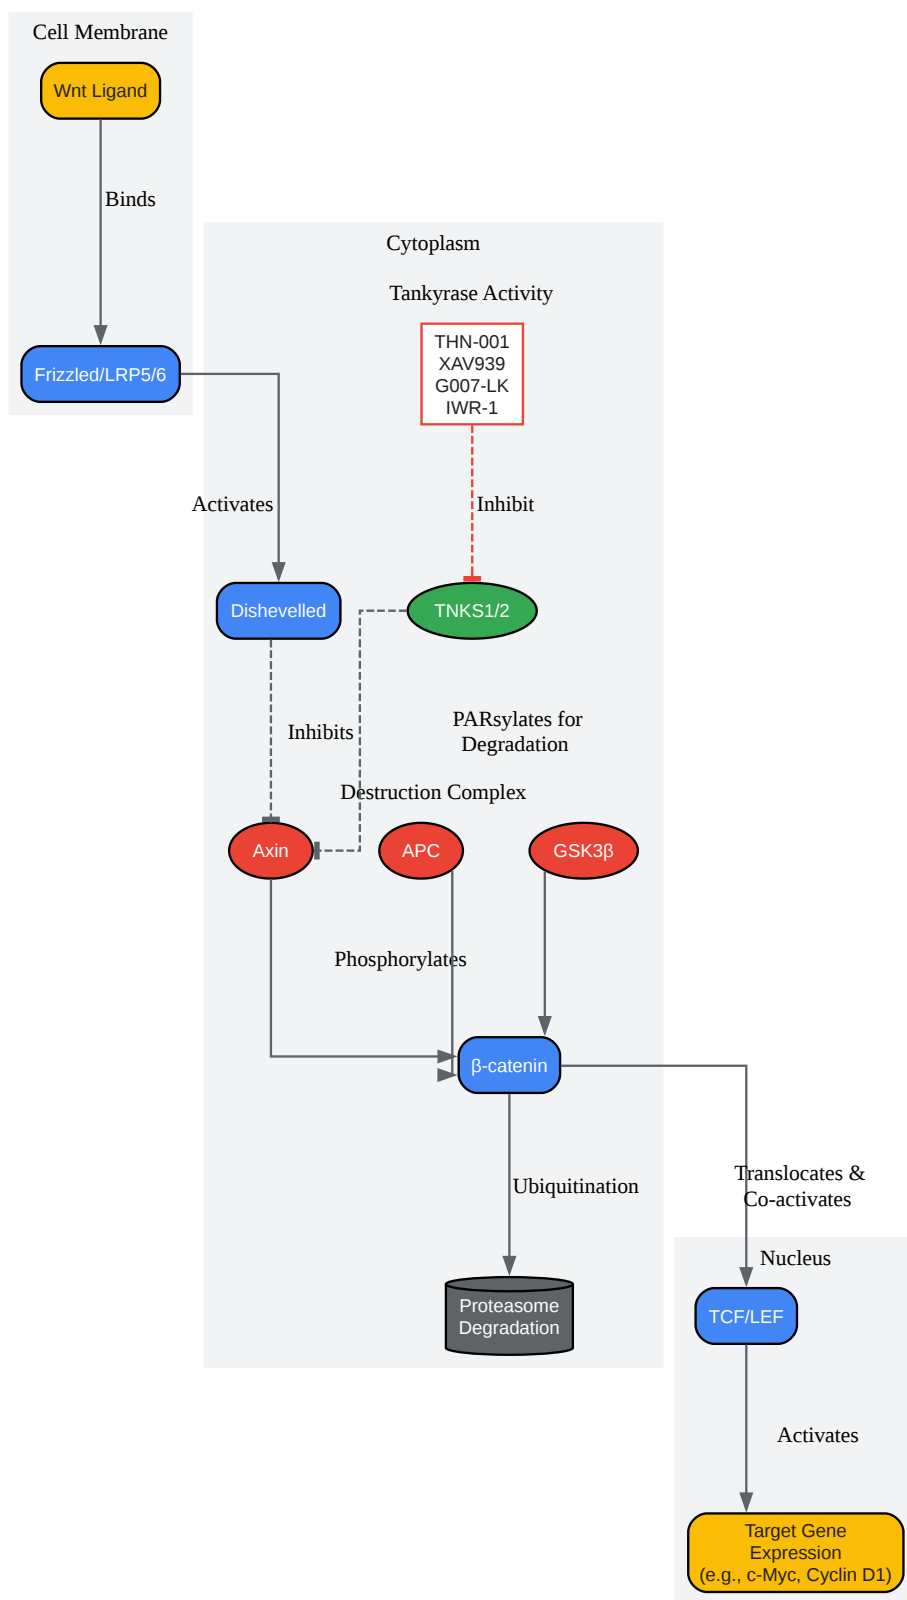 Cell Membrane
Wnt Ligand
Binds
Cytoplasm
Tankyrase Activity
THN-001
XAV939
G007-LK
IWR-1
Frizzled/LRP5/6
Activates
Inhibit
Dishevelled
TNKS1/2
Inhibits
PARsylates for
Degradation
Destruction Complex
Axin
APC
GSK3β
Phosphorylates
β-catenin
Translocates &
Co-activates
Ubiquitination
Nucleus
Proteasome
Degradation
TCF/LEF
Activates
Target Gene
Expression
(e.g., c-Myc, Cyclin D1)